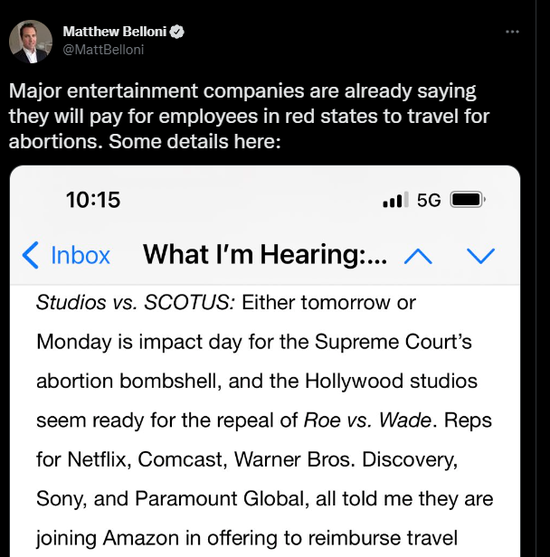 Matthew Belloni
@MattBelloni
Major entertainment companies are already saying
they will pay for employees in red states to travel for
abortions. Some details here:
10:15 5G
Inbox What I'm Hearing:...
Studios vs. SCOTUS: Either tomorrow or
Monday is impact day for the Supreme Court's
abortion bombshell, and the Hollywood studios
seem ready for the repeal of Roe vs. Wade. Reps
for Netflix, Comcast, Warner Bros. Discovery,
Sony, and Paramount Global, all told me they are
joining Amazon in offering to reimburse travel